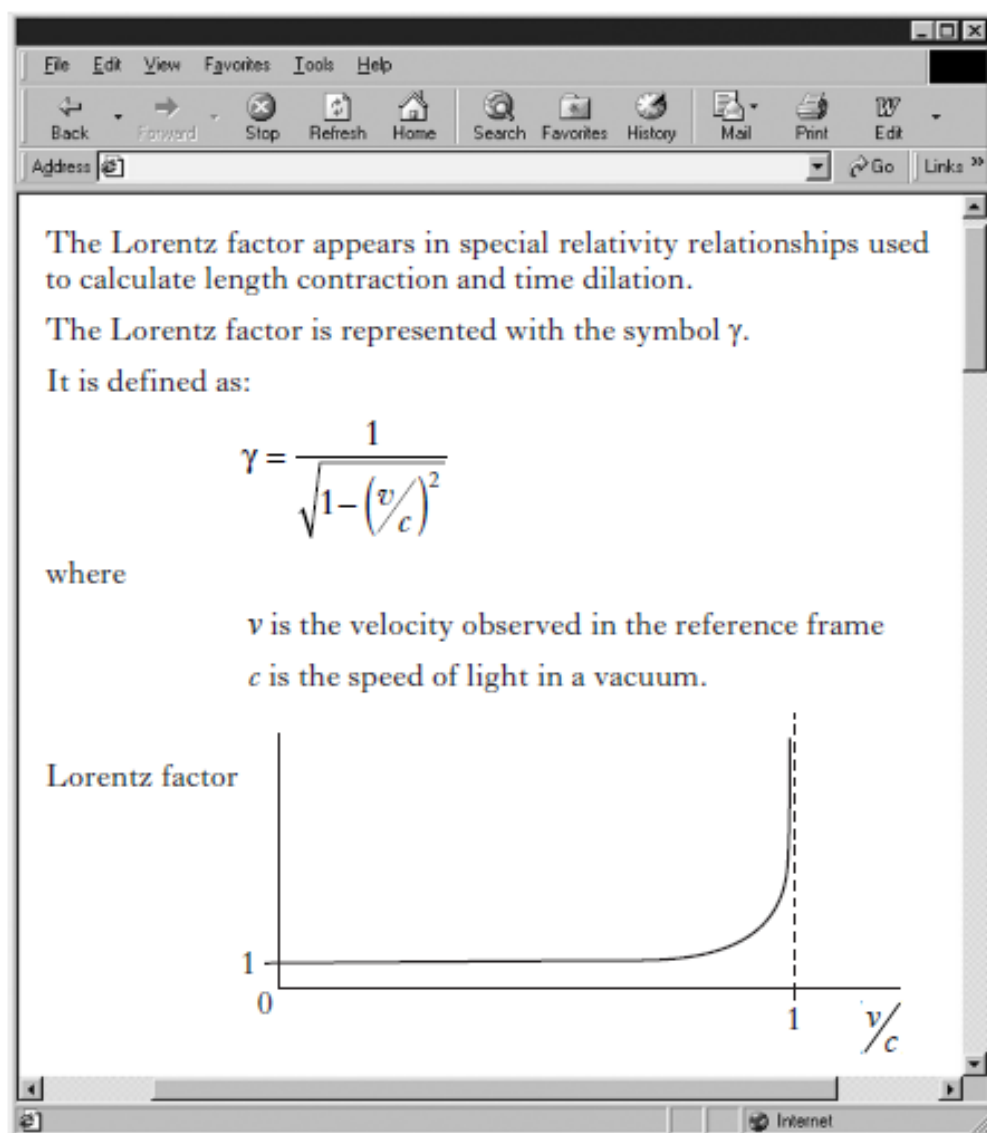 File Edit View Favorites Tools Help
Back Forward Stop Refresh Home Search Favorites History Mail Print Edit
Address Go Links »
The Lorentz factor appears in special relativity relationships used
to calculate length contraction and time dilation.
The Lorentz factor is represented with the symbol γ.
It is defined as:
γ = 1 / √(1 − (v/c)²)
where
v is the velocity observed in the reference frame
c is the speed of light in a vacuum.
Lorentz factor
1
0
1 v/c
Internet